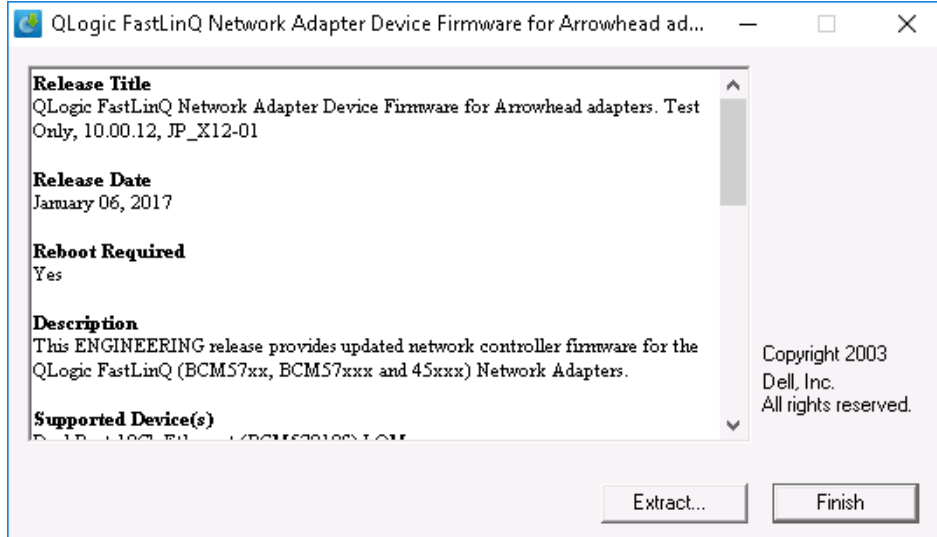 QLogic FastLinQ Network Adapter Device Firmware for Arrowhead ad...
Release Title
QLogic FastLinQ Network Adapter Device Firmware for Arrowhead adapters. Test
Only, 10.00.12, JP_X12-01
Release Date
January 06, 2017
Reboot Required
Yes
Description
This ENGINEERING release provides updated network controller firmware for the
QLogic FastLinQ (BCM57xx, BCM57xxx and 45xxx) Network Adapters.
Supported Device(s)
Copyright 2003
Dell, Inc.
All rights reserved.
Extract...
Finish